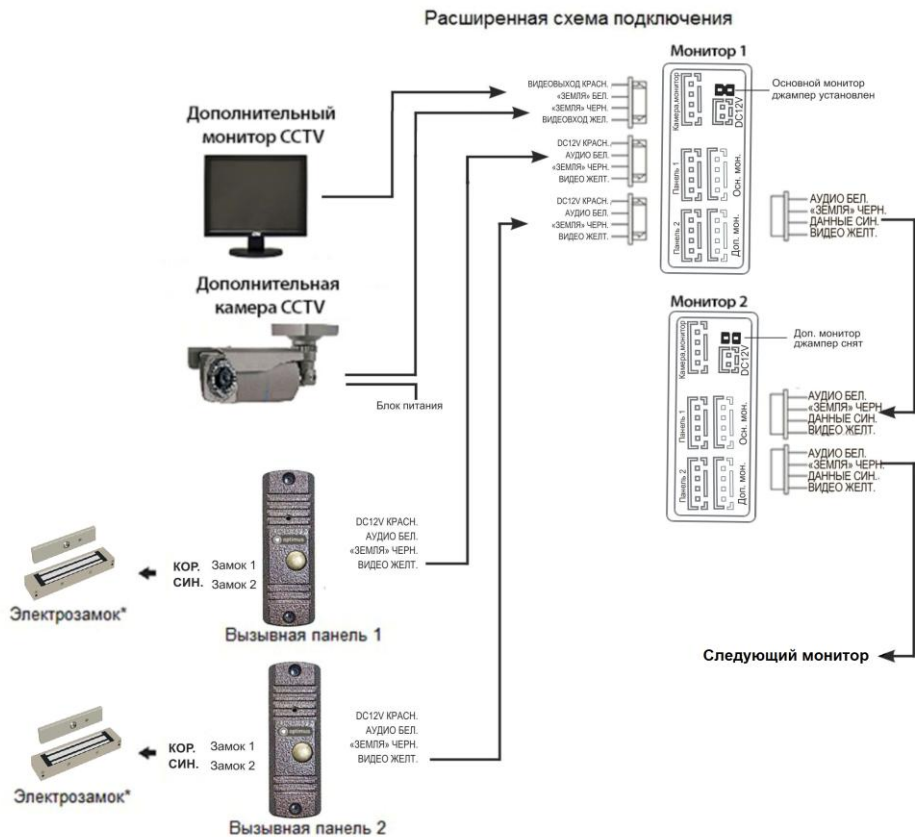 Расширенная схема подключения
Монитор 1
ВИДЕОВЫХОД КРАСН.
«ЗЕМЛЯ» БЕЛ.
«ЗЕМЛЯ» ЧЕРН.
ВИДЕОВХОД ЖЕЛ.
DC12V КРАСН.
АУДИО БЕЛ.
«ЗЕМЛЯ» ЧЕРН.
ВИДЕО ЖЕЛТ.
DC12V КРАСН.
АУДИО БЕЛ.
«ЗЕМЛЯ» ЧЕРН.
ВИДЕО ЖЕЛТ.
Камера,монитор
DC12V
Панель 1
Осн. мон.
Панель 2
Доп. мон.
Основной монитор
джампер установлен
АУДИО БЕЛ.
«ЗЕМЛЯ» ЧЕРН.
ДАННЫЕ СИН.
ВИДЕО ЖЕЛТ.
Дополнительный
монитор CCTV
Дополнительная
камера CCTV
Блок питания
Монитор 2
Камера,монитор
DC12V
Панель 1
Осн. мон.
Панель 2
Доп. мон.
Доп. монитор
джампер снят
АУДИО БЕЛ.
«ЗЕМЛЯ» ЧЕРН.
ДАННЫЕ СИН.
ВИДЕО ЖЕЛТ.
АУДИО БЕЛ.
«ЗЕМЛЯ» ЧЕРН.
ДАННЫЕ СИН.
ВИДЕО ЖЕЛТ.
Следующий монитор
DC12V КРАСН.
АУДИО БЕЛ.
«ЗЕМЛЯ» ЧЕРН.
ВИДЕО ЖЕЛТ.
optimus
КОР. Замок 1
СИН. Замок 2
Электрозамок*
Вызывная панель 1
DC12V КРАСН.
АУДИО БЕЛ.
«ЗЕМЛЯ» ЧЕРН.
ВИДЕО ЖЕЛТ.
optimus
КОР. Замок 1
СИН. Замок 2
Электрозамок*
Вызывная панель 2